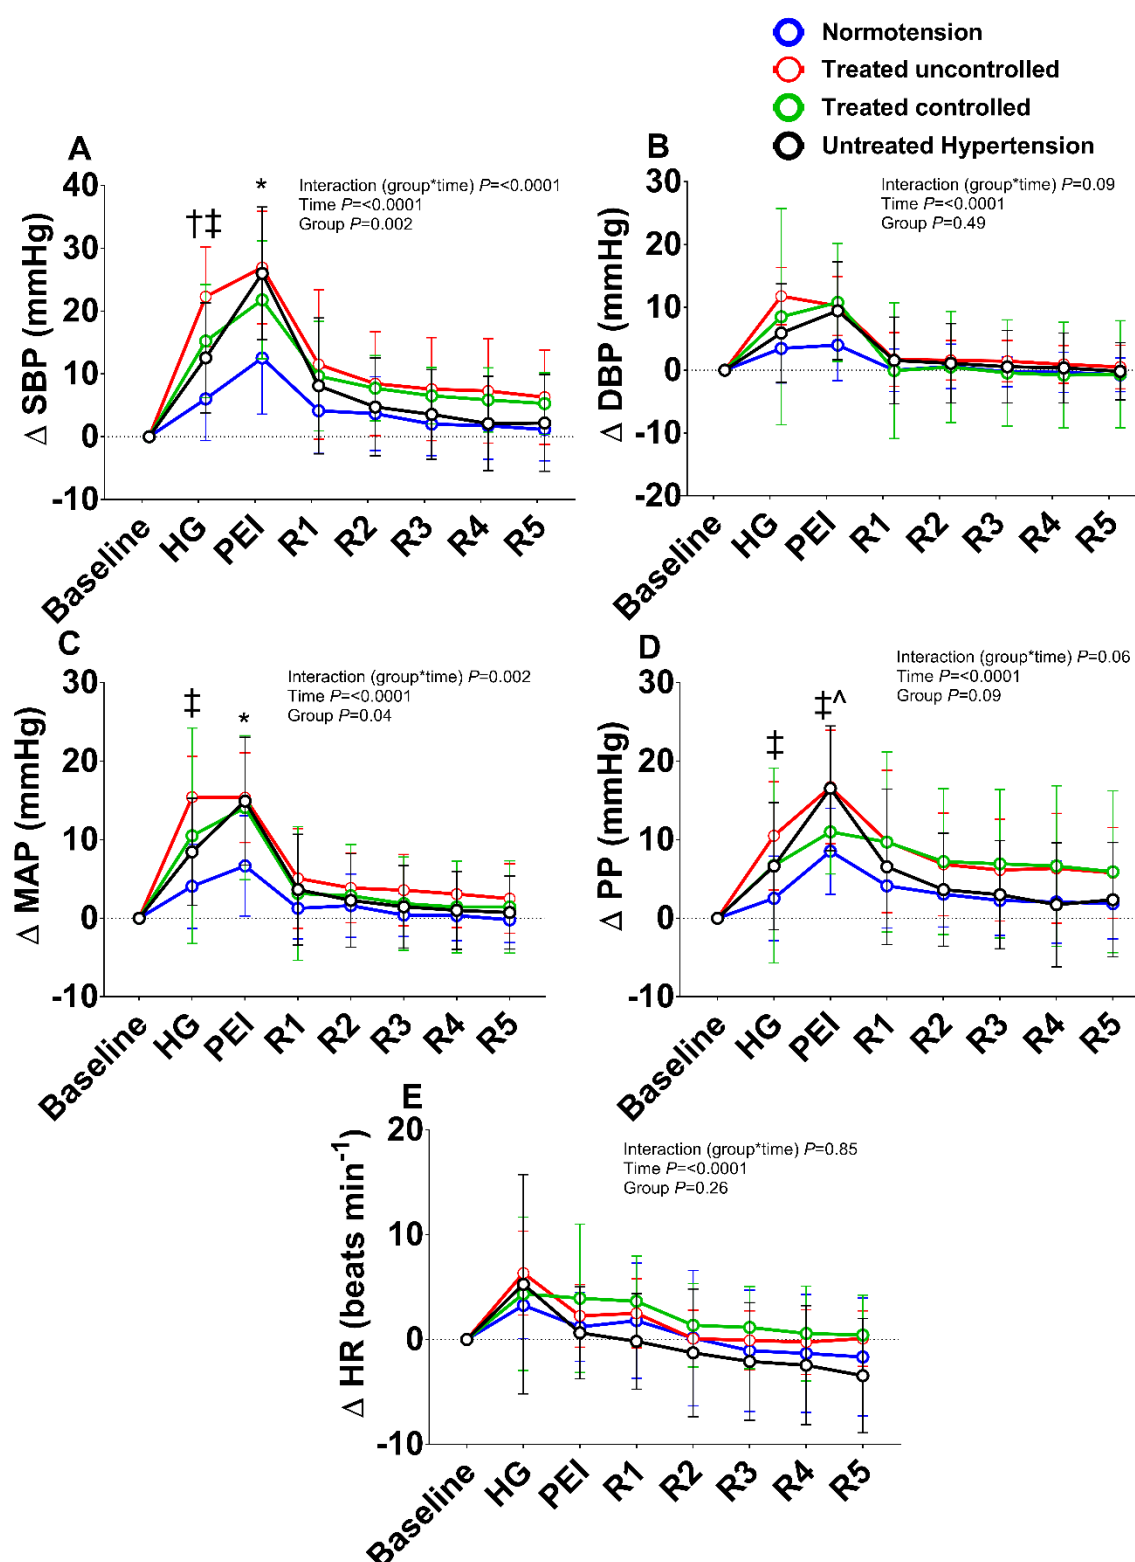 Normotension
Treated uncontrolled
Treated controlled
Untreated Hypertension
A
Interaction (group*time) P=<0.0001
Time P=<0.0001
Group P=0.002
†‡
*
Δ SBP (mmHg)
40
30
20
10
0
-10
Baseline
HG
PEI
R1
R2
R3
R4
R5
B
Interaction (group*time) P=0.09
Time P=<0.0001
Group P=0.49
Δ DBP (mmHg)
30
20
10
0
-10
-20
Baseline
HG
PEI
R1
R2
R3
R4
R5
C
Interaction (group*time) P=0.002
Time P=<0.0001
Group P=0.04
‡
*
Δ MAP (mmHg)
30
20
10
0
-10
Baseline
HG
PEI
R1
R2
R3
R4
R5
D
Interaction (group*time) P=0.06
Time P=<0.0001
Group P=0.09
‡
‡^
Δ PP (mmHg)
30
20
10
0
-10
Baseline
HG
PEI
R1
R2
R3
R4
R5
E
Interaction (group*time) P=0.85
Time P=<0.0001
Group P=0.26
Δ HR (beats min⁻¹)
20
10
0
-10
Baseline
HG
PEI
R1
R2
R3
R4
R5